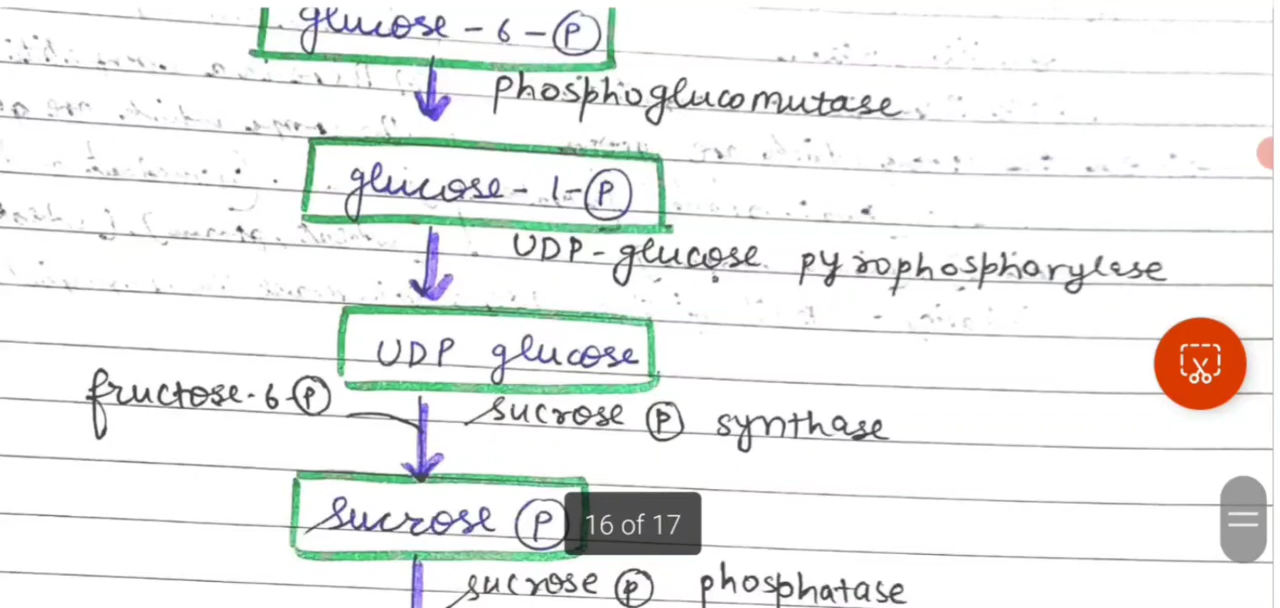 glucose - 6 - Ⓟ
phosphoglucomutase
glucose - 1 - Ⓟ
UDP - glucose pyrophosphorylase
UDP glucose
fructose - 6 - Ⓟ
sucrose Ⓟ synthase
sucrose Ⓟ
16 of 17
sucrose Ⓟ phosphatase